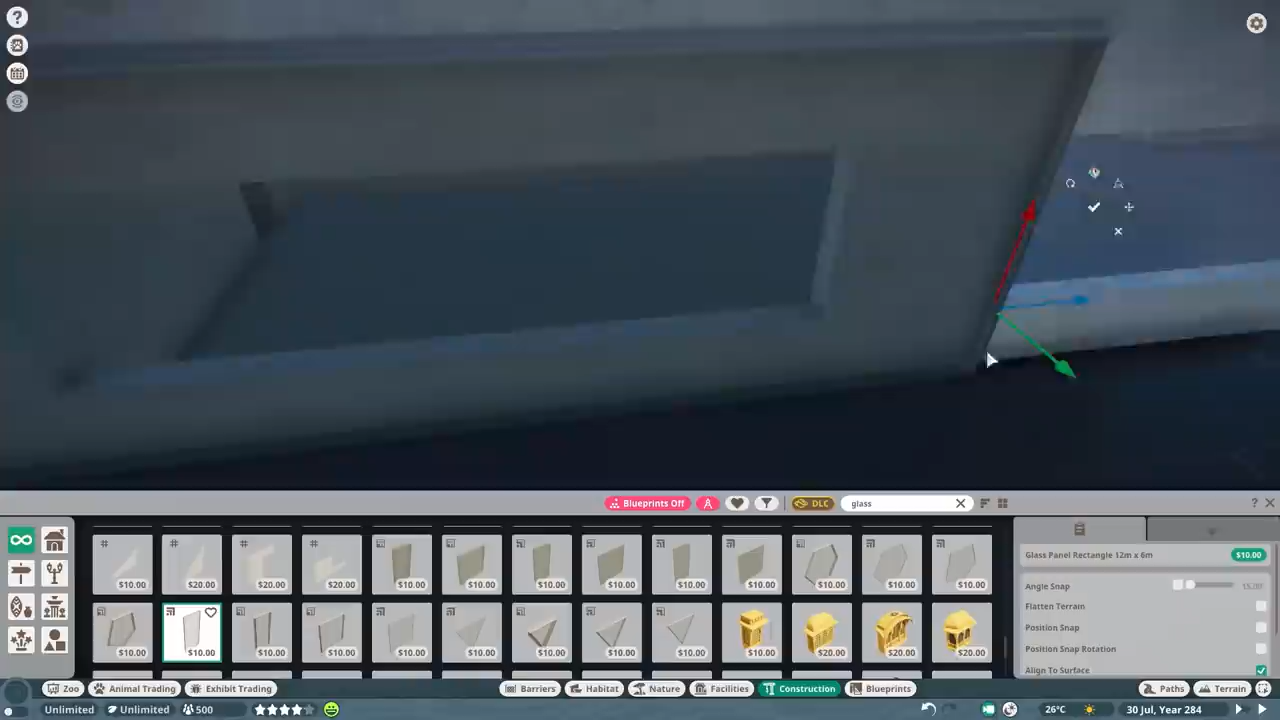 ?
Blueprints Off
DLC
glass
?
$10.00 $20.00 $20.00 $20.00 $10.00 $10.00 $10.00 $10.00 $10.00 $10.00 $10.00 $10.00 $10.00
$10.00 $10.00 $10.00 $10.00 $10.00 $10.00 $10.00 $10.00 $10.00 $10.00 $20.00 $20.00 $20.00
Glass Panel Rectangle 12m x 6m $10.00
Angle Snap 15.00
Flatten Terrain
Position Snap
Position Snap Rotation
Align To Surface
Zoo Animal Trading Exhibit Trading Barriers Habitat Nature Facilities Construction Blueprints Paths Terrain
Unlimited Unlimited 500 26°C 30 Jul, Year 284